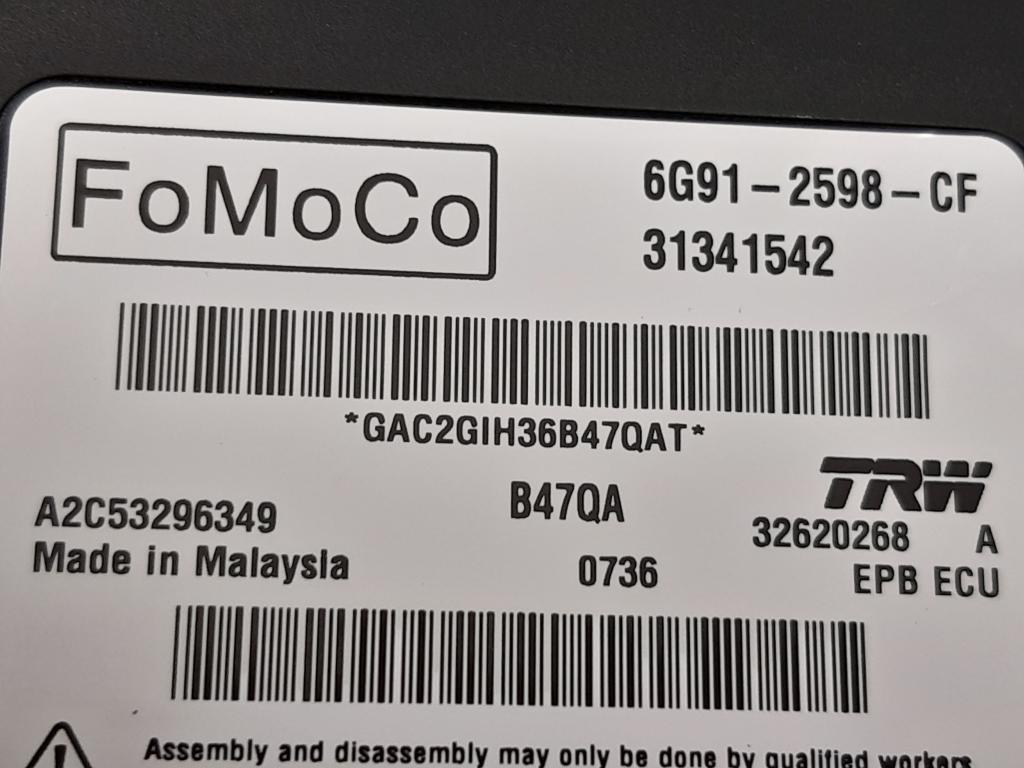 FoMoCo
6G91-2598-CF
31341542
*GAC2GIH36B47QAT*
TRW
A2C53296349
B47QA
32620268 A
Made in Malaysia
0736
EPB ECU
Assembly and disassembly may only be done by qualified workers